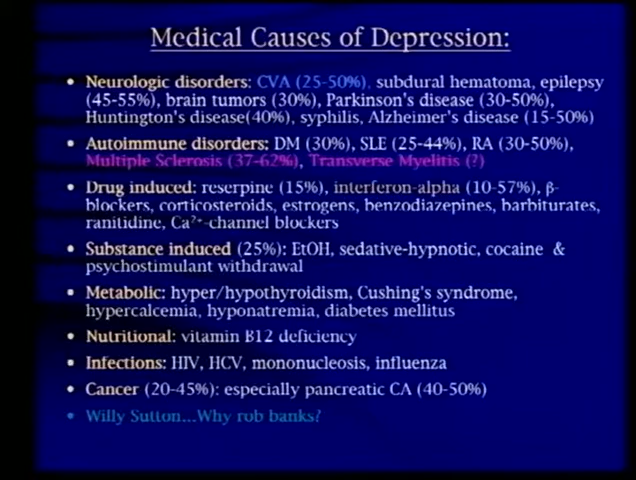 Medical Causes of Depression:
• Neurologic disorders: CVA (25-50%), subdural hematoma, epilepsy
(45-55%), brain tumors (30%), Parkinson's disease (30-50%),
Huntington's disease(40%), syphilis, Alzheimer's disease (15-50%)
• Autoimmune disorders: DM (30%), SLE (25-44%), RA (30-50%),
Multiple Sclerosis (37-62%), Transverse Myelitis (?)
• Drug induced: reserpine (15%), interferon-alpha (10-57%), β-
blockers, corticosteroids, estrogens, benzodiazepines, barbiturates,
ranitidine, Ca²⁺-channel blockers
• Substance induced (25%): EtOH, sedative-hypnotic, cocaine &
psychostimulant withdrawal
• Metabolic: hyper/hypothyroidism, Cushing's syndrome,
hypercalcemia, hyponatremia, diabetes mellitus
• Nutritional: vitamin B12 deficiency
• Infections: HIV, HCV, mononucleosis, influenza
• Cancer (20-45%): especially pancreatic CA (40-50%)
• Willy Sutton...Why rob banks?